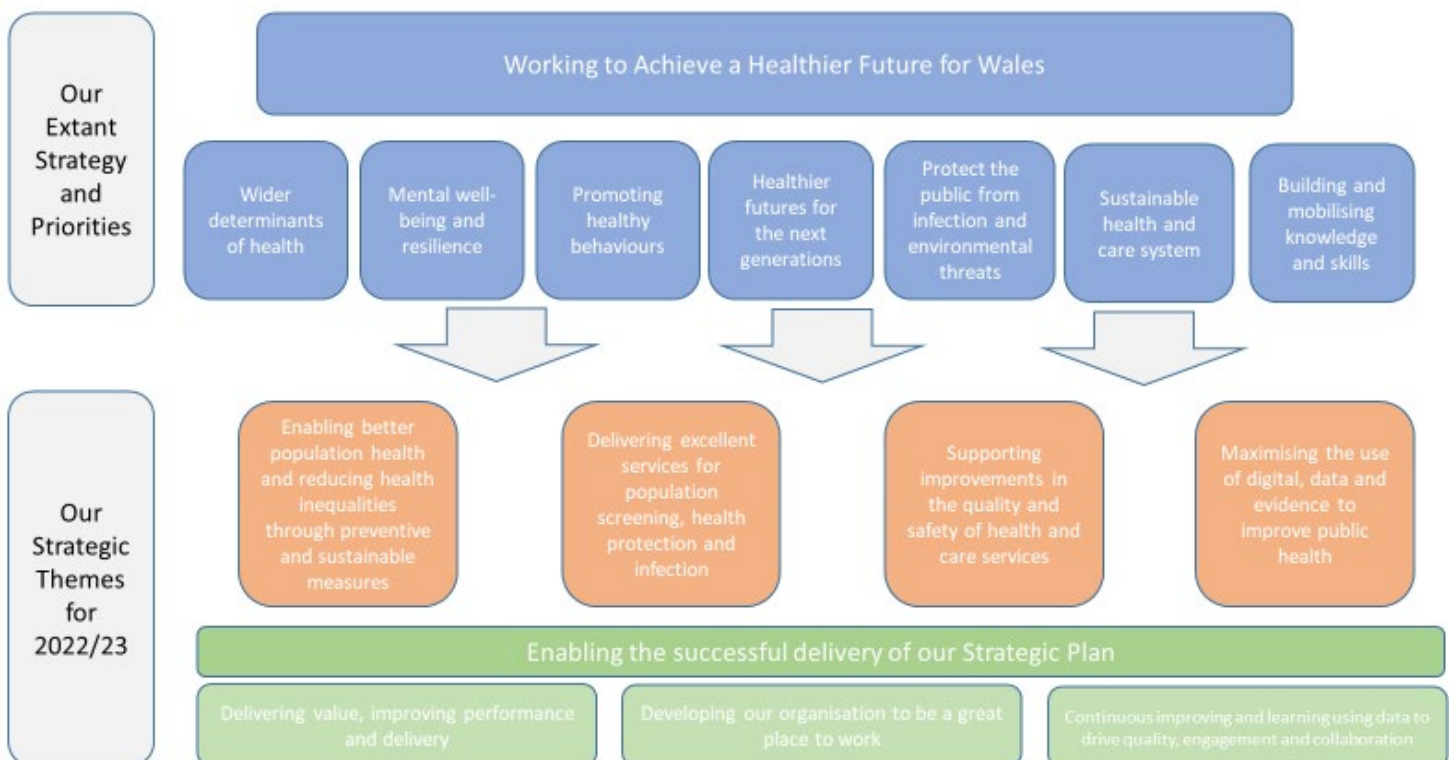 Our
Extant
Strategy
and
Priorities
Working to Achieve a Healthier Future for Wales
Wider
determinants
of health
Mental well-
being and
resilience
Promoting
healthy
behaviours
Healthier
futures for
the next
generations
Protect the
public from
infection and
environmental
threats
Sustainable
health and
care system
Building and
mobilising
knowledge
and skills
Our
Strategic
Themes
for
2022/23
Enabling better
population health
and reducing health
inequalities
through preventive
and sustainable
measures
Delivering excellent
services for
population
screening, health
protection and
infection
Supporting
improvements in
the quality and
safety of health and
care services
Maximising the use
of digital, data and
evidence to
improve public
health
Enabling the successful delivery of our Strategic Plan
Delivering value, improving performance
and delivery
Developing our organisation to be a great
place to work
Continuous improving and learning using data to
drive quality, engagement and collaboration